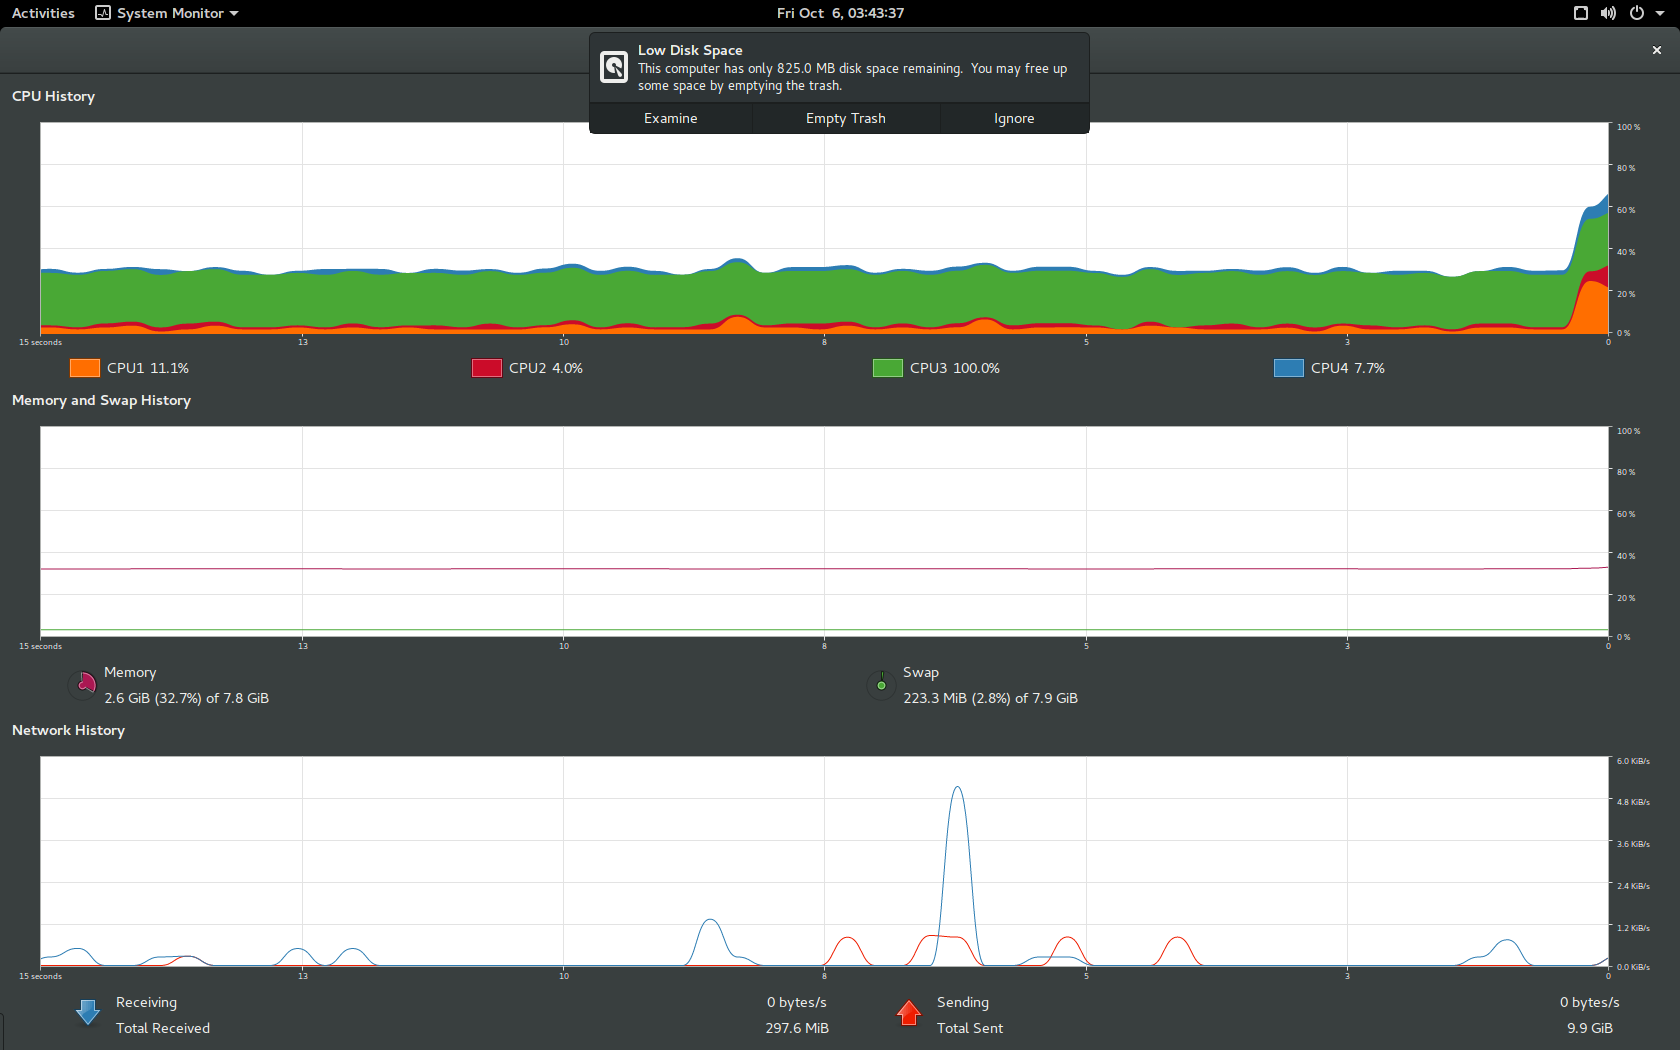 Activities System Monitor Fri Oct 6, 03:43:37
Low Disk Space
This computer has only 825.0 MB disk space remaining. You may free up
some space by emptying the trash.
Examine Empty Trash Ignore
CPU History
100 %
80 %
60 %
40 %
20 %
0 %
15 seconds 13 10 8 5 3 0
CPU1 11.1% CPU2 4.0% CPU3 100.0% CPU4 7.7%
Memory and Swap History
100 %
80 %
60 %
40 %
20 %
0 %
15 seconds 13 10 8 5 3 0
Memory Swap
2.6 GiB (32.7%) of 7.8 GiB 223.3 MiB (2.8%) of 7.9 GiB
Network History
6.0 KiB/s
4.8 KiB/s
3.6 KiB/s
2.4 KiB/s
1.2 KiB/s
0.0 KiB/s
15 seconds 13 10 8 5 3 0
Receiving 0 bytes/s Sending 0 bytes/s
Total Received 297.6 MiB Total Sent 9.9 GiB